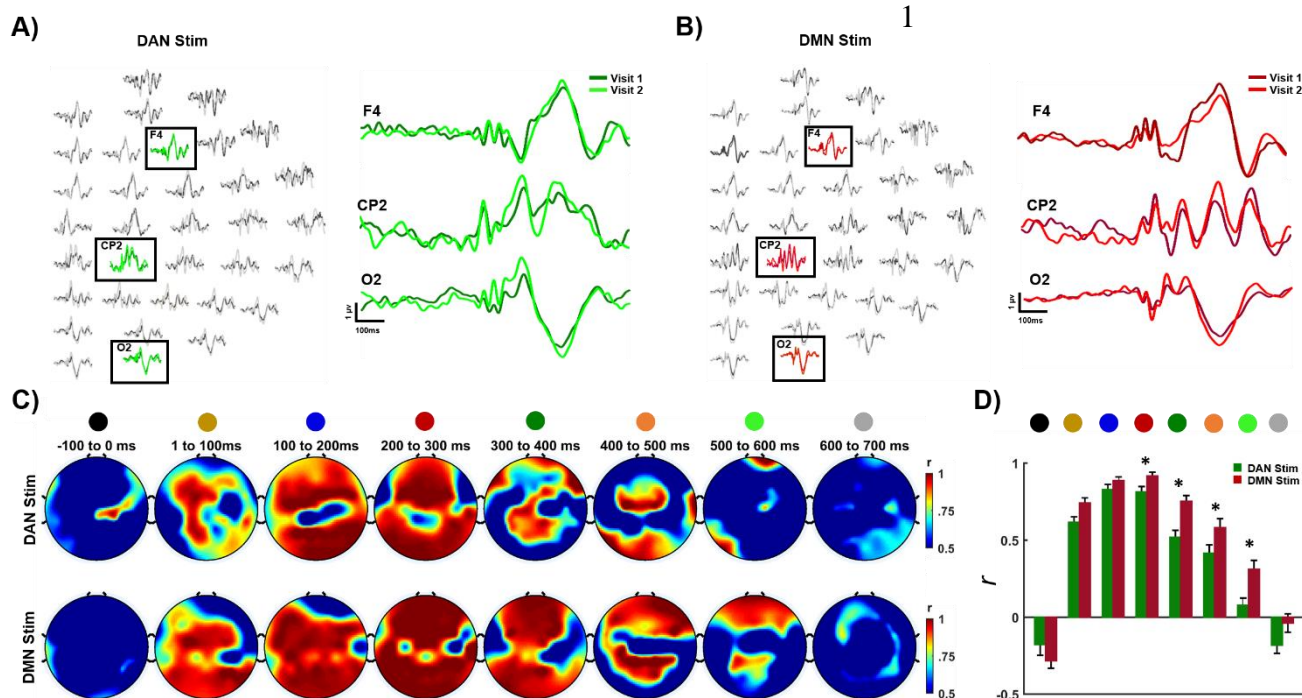 1
A)
DAN Stim
F4
CP2
O2
Visit 1
Visit 2
F4
CP2
O2
1 µv
100ms
B)
DMN Stim
F4
CP2
O2
Visit 1
Visit 2
F4
CP2
O2
1 µv
100ms
C)
-100 to 0 ms
1 to 100ms
100 to 200ms
200 to 300 ms
300 to 400 ms
400 to 500 ms
500 to 600 ms
600 to 700 ms
DAN Stim
r
1
.75
0.5
DMN Stim
r
1
.75
0.5
D)
DAN Stim
DMN Stim
* * * *
r
1
0.5
0
-0.5